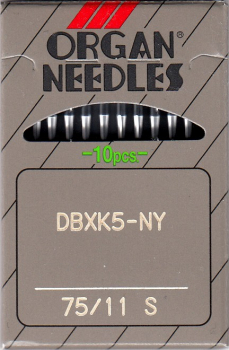 ORGAN®
NEEDLES
-10pcs.-
DBXK5-NY
75/11 S